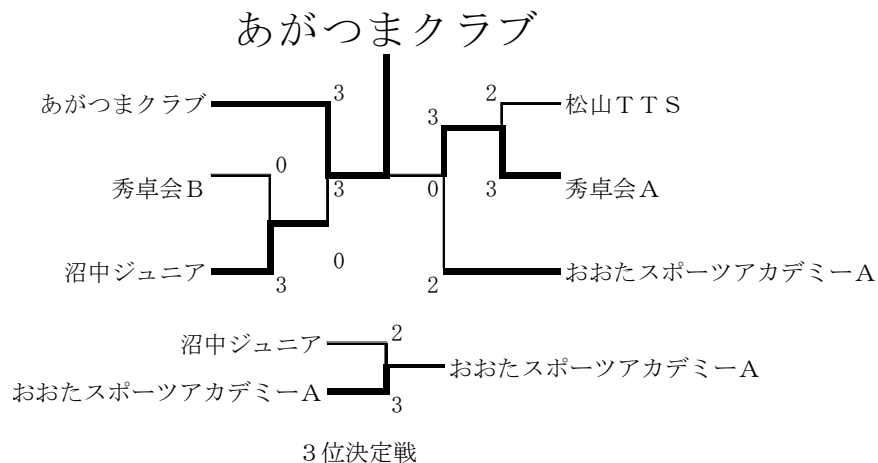 あがつまクラブ
あがつまクラブ
3
2
松山ＴＴＳ
3
0
秀卓会Ｂ
3
0
3
秀卓会Ａ
0
沼中ジュニア
3
2
おおたスポーツアカデミーＡ
沼中ジュニア
2
おおたスポーツアカデミーＡ
おおたスポーツアカデミーＡ
3
３位決定戦